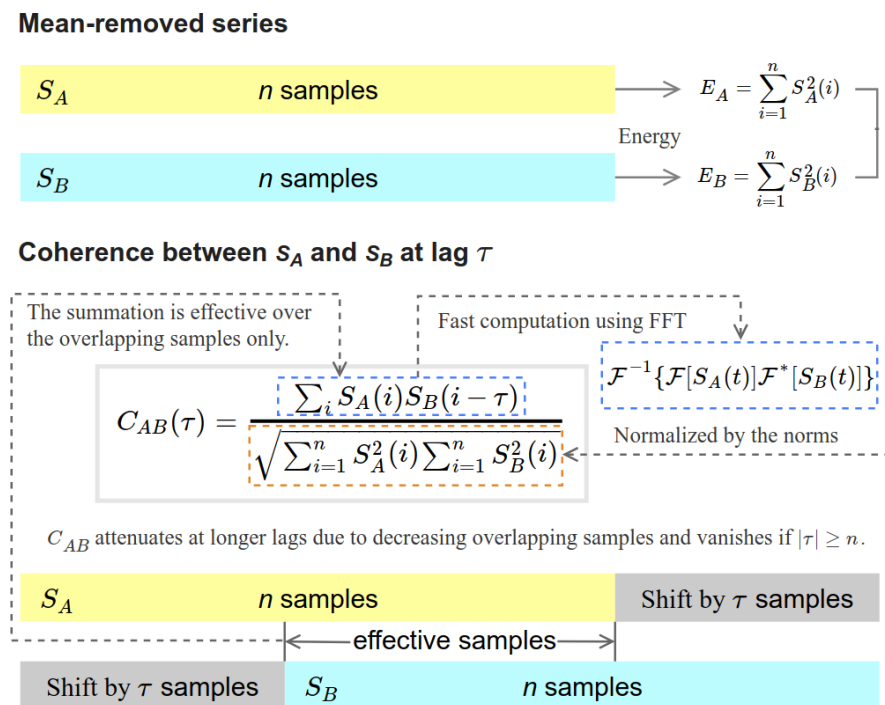 Mean-removed series
S_A n samples
E_A = \sum_{i=1}^{n} S_A^2(i)
Energy
S_B n samples
E_B = \sum_{i=1}^{n} S_B^2(i)
Coherence between S_A and S_B at lag τ
The summation is effective over
the overlapping samples only.
Fast computation using FFT
\mathcal{F}^{-1}\{\mathcal{F}[S_A(t)]\mathcal{F}^*[S_B(t)]\}
C_{AB}(τ) = \frac{\sum_i S_A(i)S_B(i-τ)}{\sqrt{\sum_{i=1}^{n} S_A^2(i) \sum_{i=1}^{n} S_B^2(i)}}
Normalized by the norms
C_{AB} attenuates at longer lags due to decreasing overlapping samples and vanishes if |τ| ≥ n.
S_A n samples Shift by τ samples
effective samples
Shift by τ samples S_B n samples